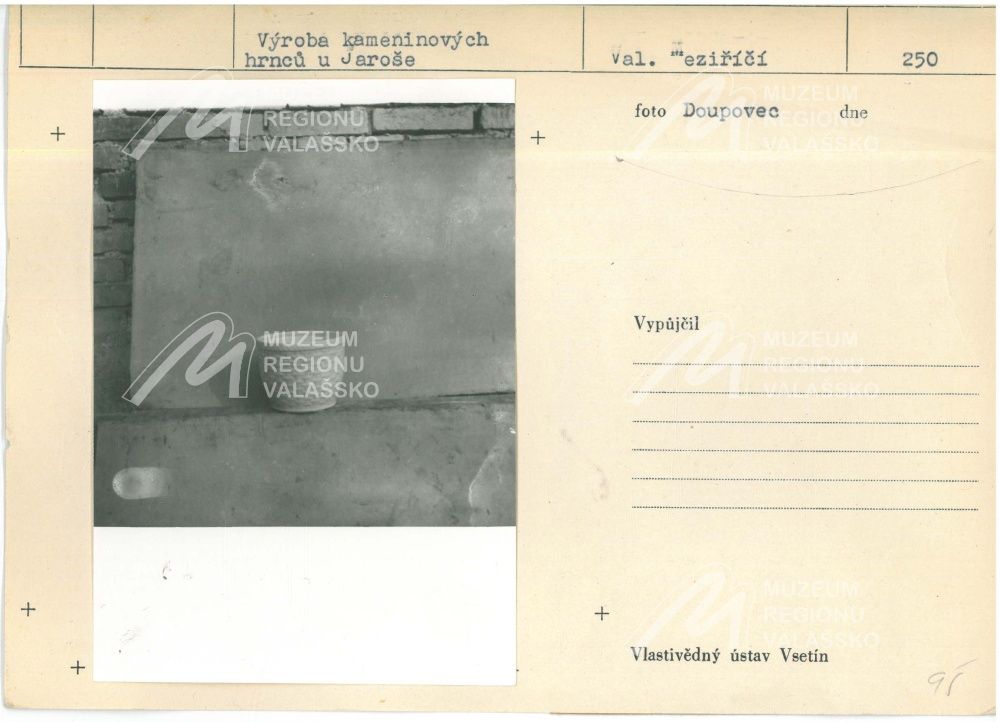 Výroba kameninových
hrnců u Jaroše
Val. Meziříčí
250
foto Doupovec dne
Vypůjčil
Vlastivědný ústav Vsetín
95
MUZEUM
REGIONU
VALAŠSKO
MUZEUM
REGIONU
VALAŠSKO
MUZEUM
REGIONU
VALAŠSKO
MUZEUM
REGIONU
VALAŠSKO
MUZEUM
REGIONU
VALAŠSKO